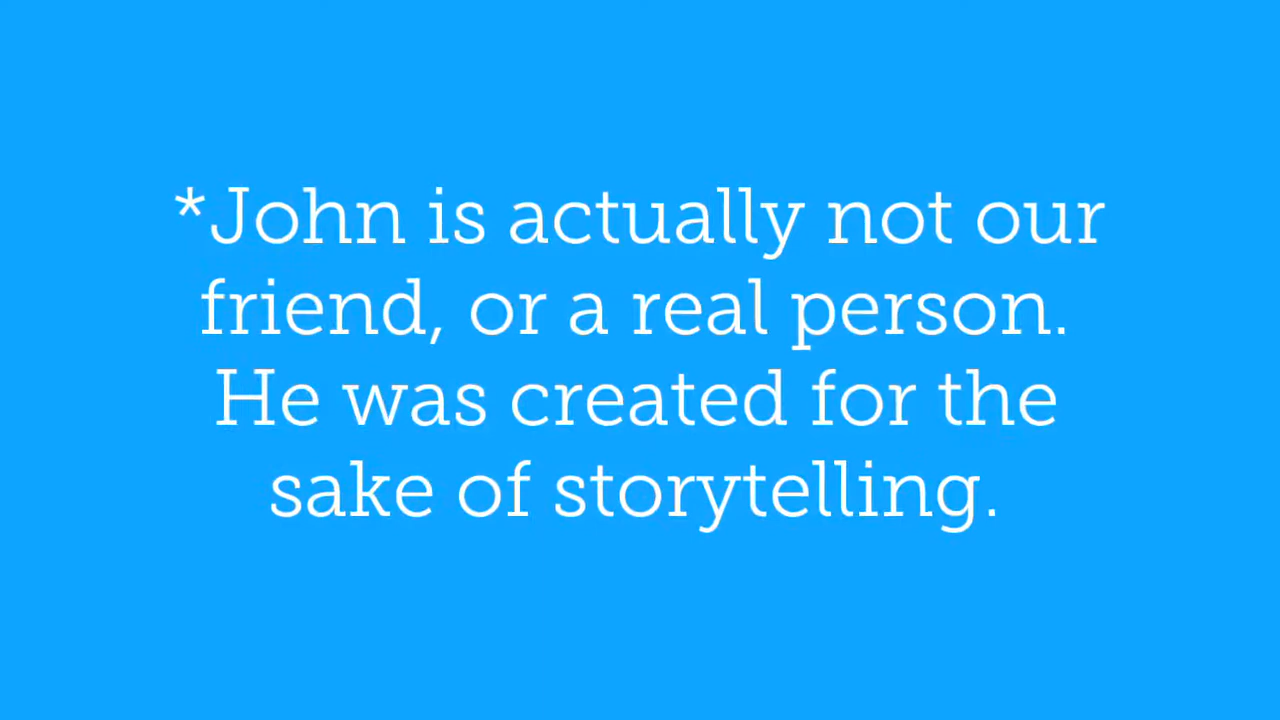 *John is actually not our
friend, or a real person.
He was created for the
sake of storytelling.